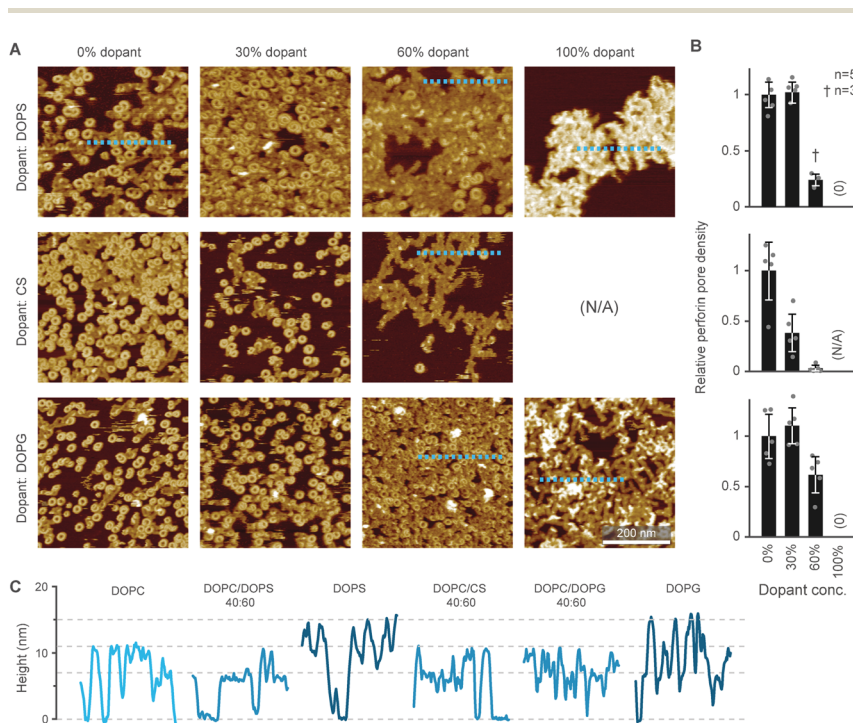 A
0% dopant
30% dopant
60% dopant
100% dopant
Dopant: DOPS
Dopant: CS
(N/A)
Dopant: DOPG
200 nm
B
n=5
† n=3
1
0.5
0
†
(0)
1
0.5
0
(N/A)
1
0.5
0
(0)
Relative perforin pore density
0%
30%
60%
100%
Dopant conc.
C
DOPC
DOPC/DOPS
40:60
DOPS
DOPC/CS
40:60
DOPC/DOPG
40:60
DOPG
Height (nm)
20
10
0